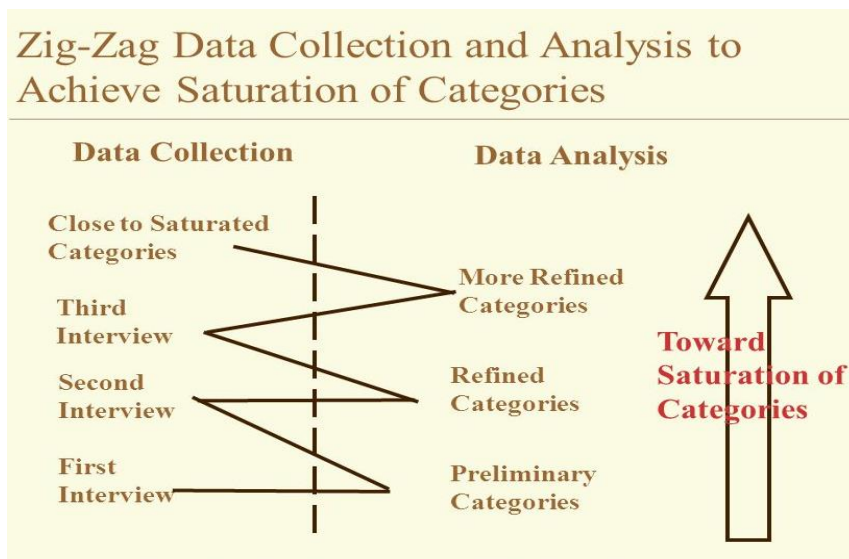 Zig-Zag Data Collection and Analysis to
Achieve Saturation of Categories
Data Collection
Data Analysis
Close to Saturated
Categories
More Refined
Categories
Third
Interview
Toward
Saturation of
Categories
Second
Interview
Refined
Categories
First
Interview
Preliminary
Categories